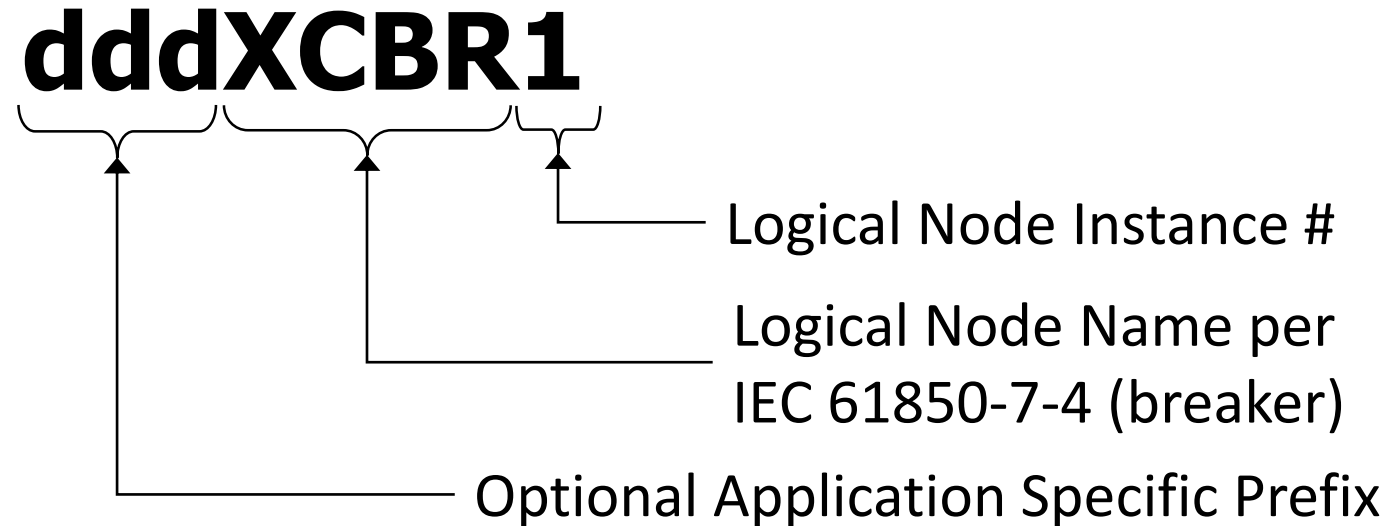 dddXCBR1
Logical Node Instance #
Logical Node Name per
IEC 61850-7-4 (breaker)
Optional Application Specific Prefix